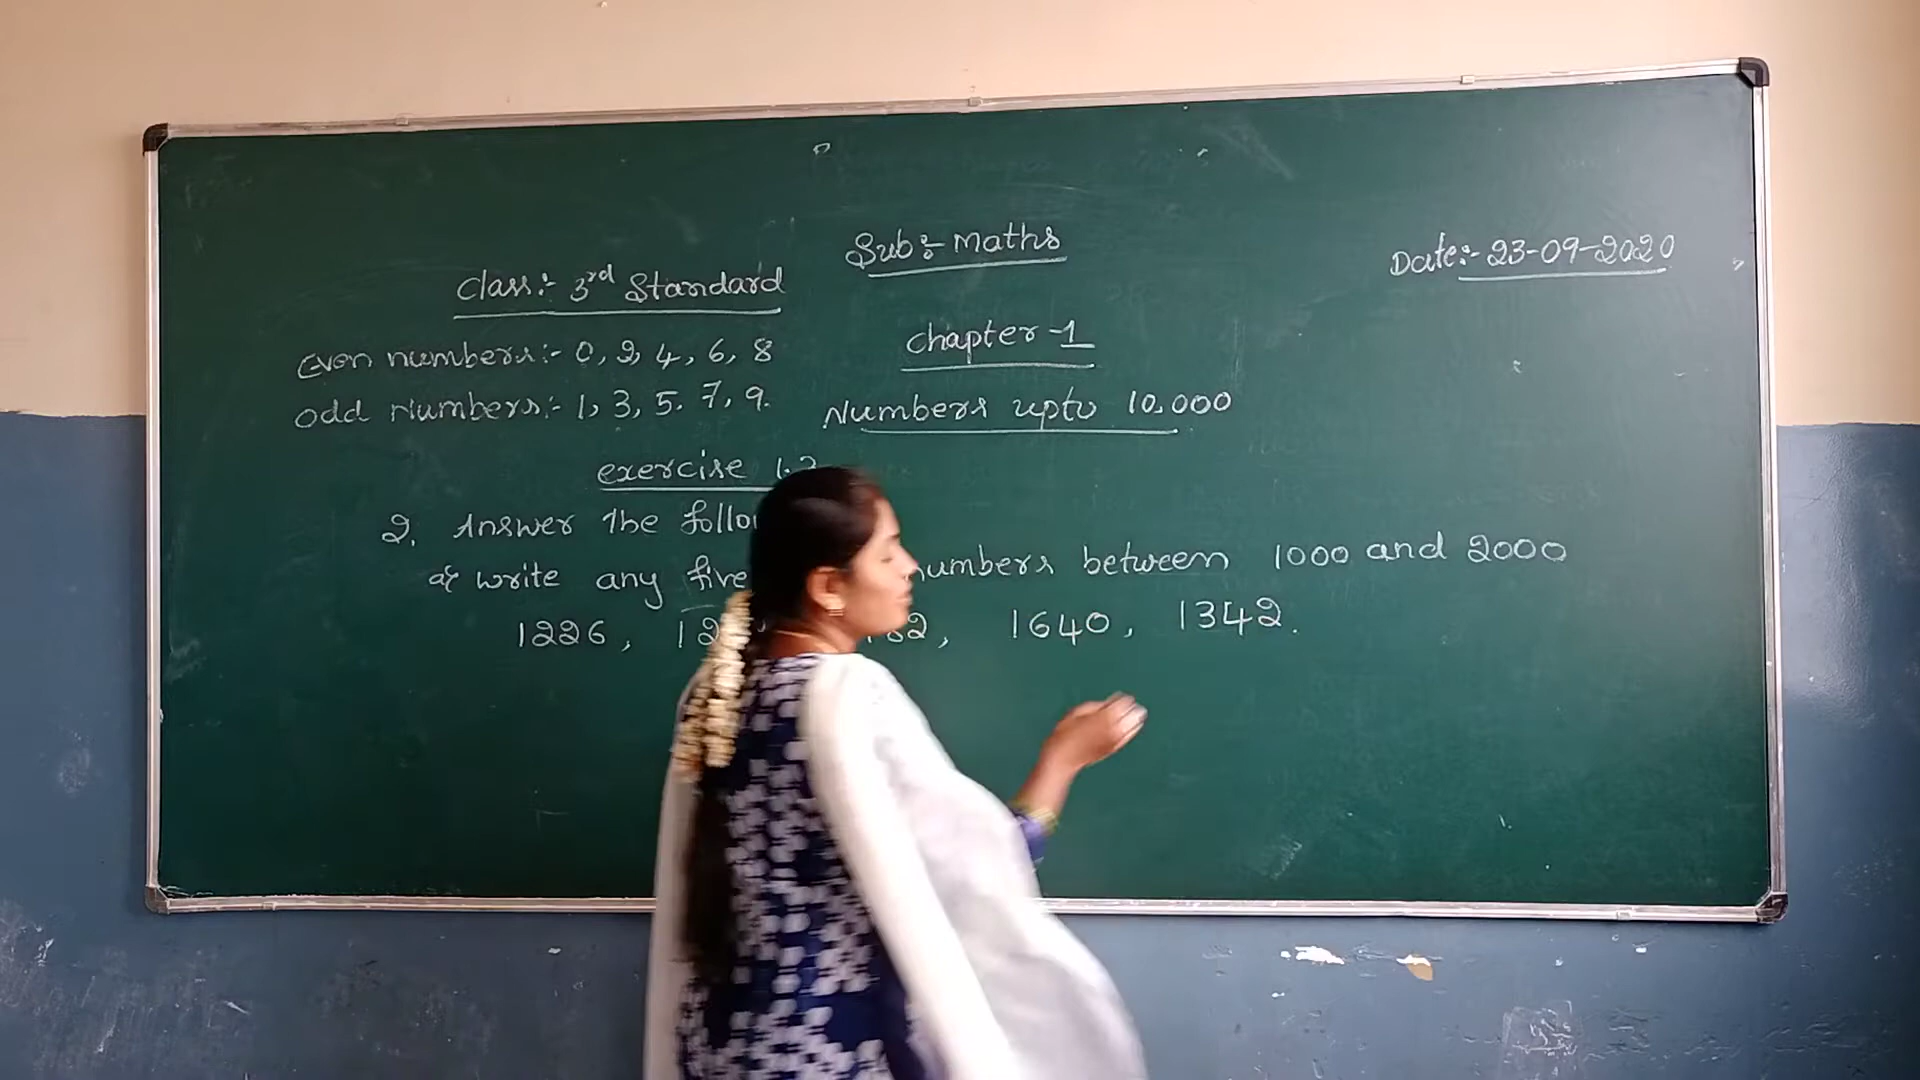 Sub:- Maths
Date:- 23-09-2020
Class:- 3rd Standard
Chapter -1
Even numbers:- 0, 2, 4, 6, 8
odd Numbers:- 1, 3, 5, 7, 9.
Numbers upto 10,000
exercise
2. Answer the
a) write any five numbers between 1000 and 2000
1226, 1640, 1342.